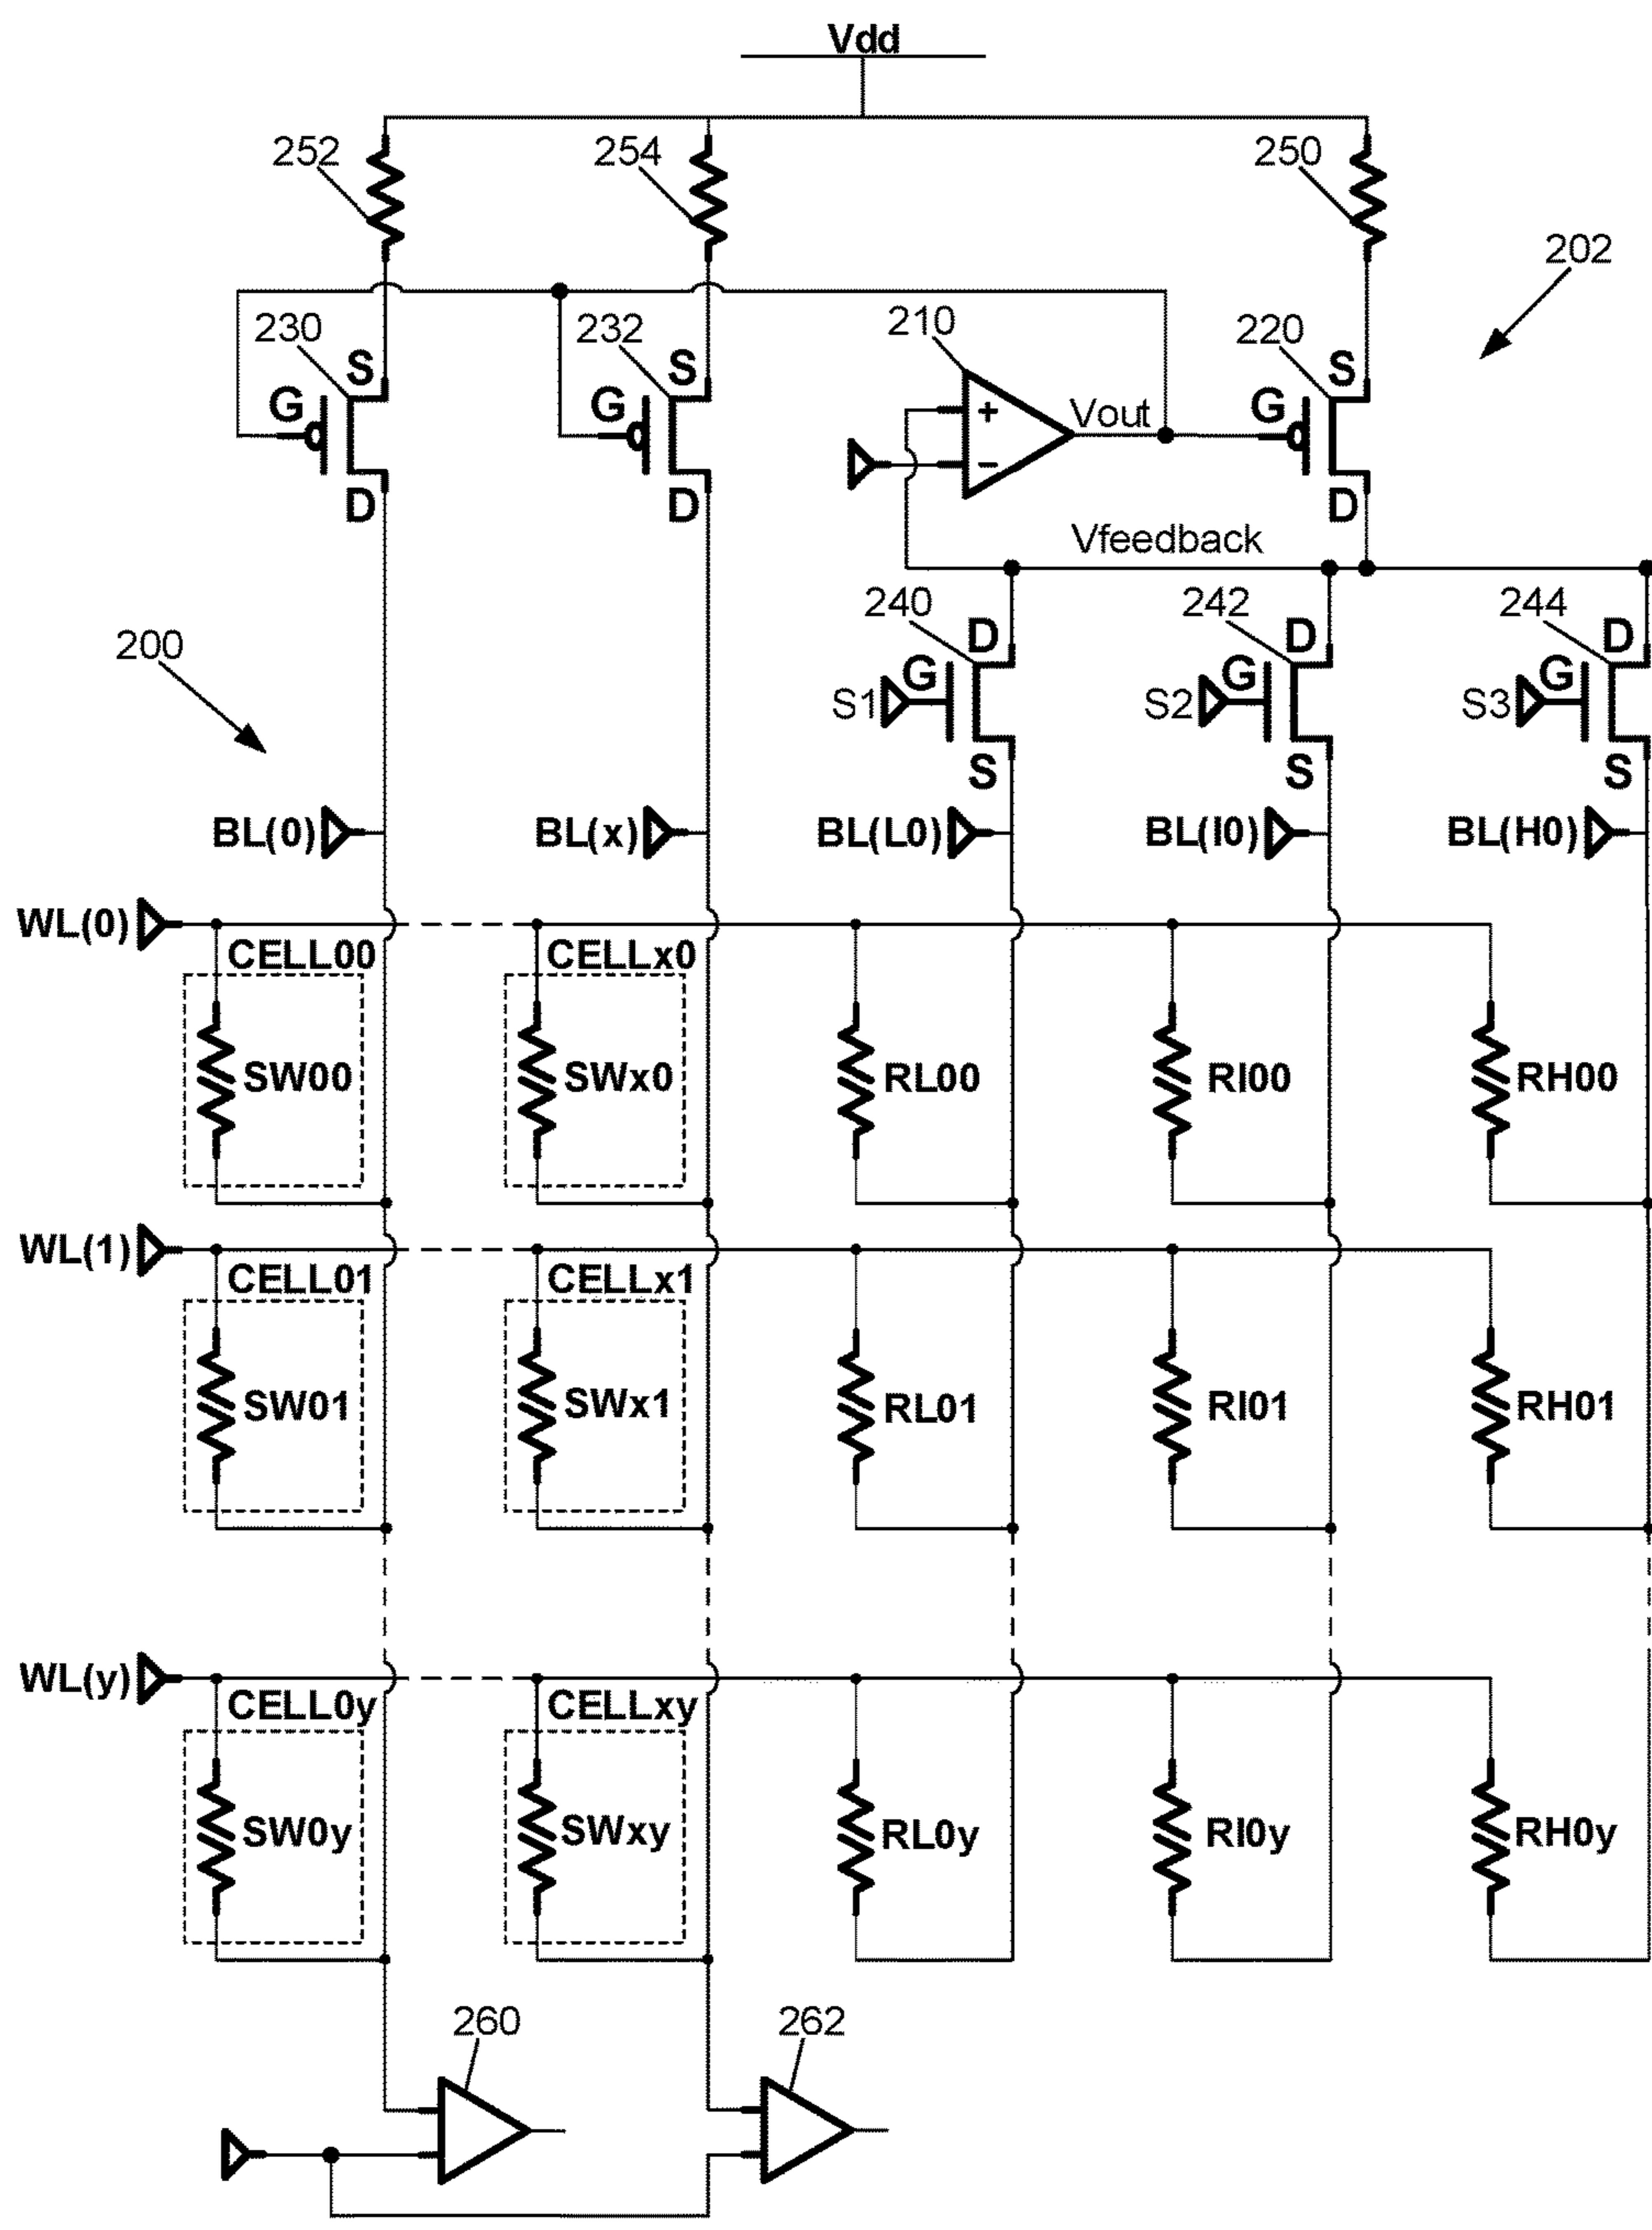 Vdd
252
254
250
202
230
232
210
220
S
S
S
G
G
G
+
−
Vout
D
D
D
Vfeedback
240
242
244
200
D
D
D
G
G
G
S1
S2
S3
S
S
S
BL(0)
BL(x)
BL(L0)
BL(I0)
BL(H0)
WL(0)
CELL00
CELLx0
SW00
SWx0
RL00
RI00
RH00
WL(1)
CELL01
CELLx1
SW01
SWx1
RL01
RI01
RH01
WL(y)
CELL0y
CELLxy
SW0y
SWxy
RL0y
RI0y
RH0y
260
262